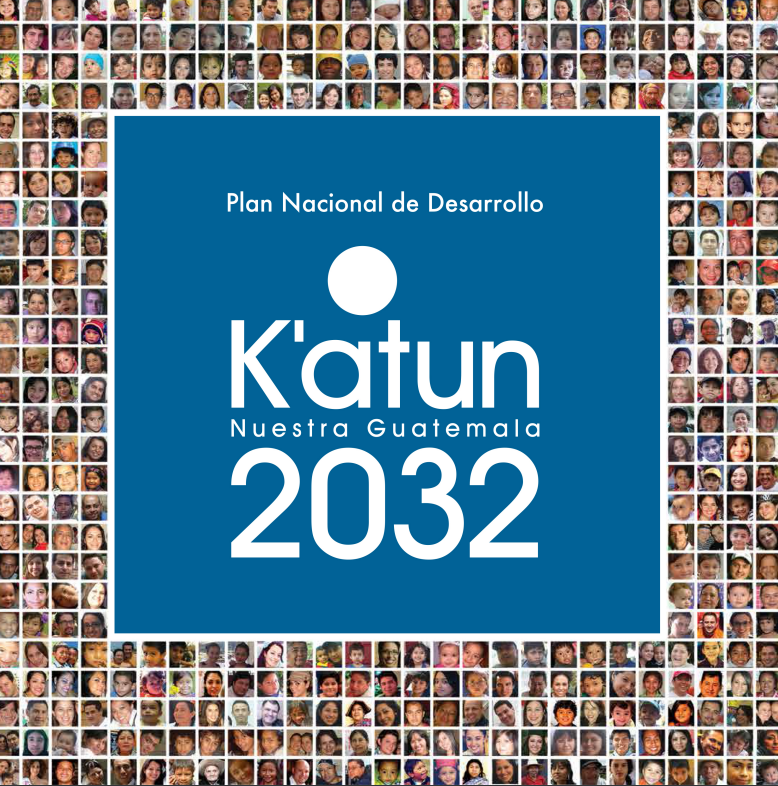 Plan Nacional de Desarrollo
K'atun
Nuestra Guatemala
2032